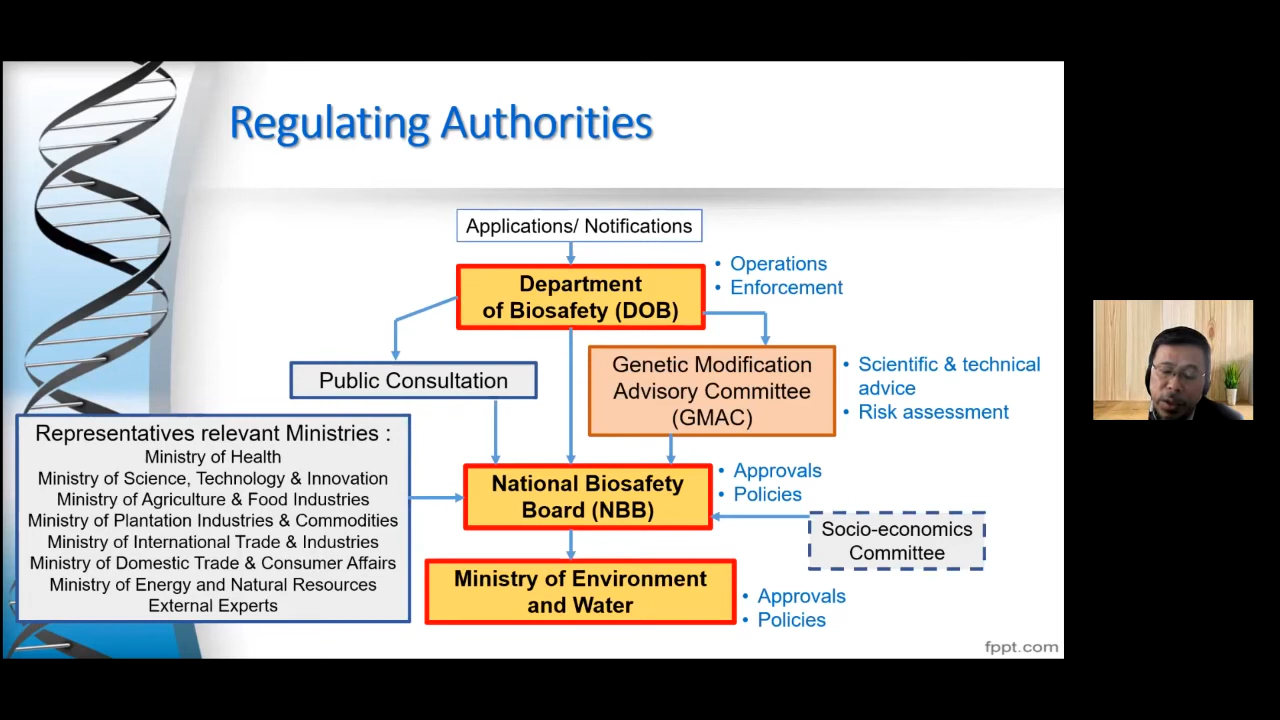 Regulating Authorities
Applications/ Notifications
Department
of Biosafety (DOB)
• Operations
• Enforcement
Public Consultation
Genetic Modification
Advisory Committee
(GMAC)
• Scientific & technical
advice
• Risk assessment
Representatives relevant Ministries :
Ministry of Health
Ministry of Science, Technology & Innovation
Ministry of Agriculture & Food Industries
Ministry of Plantation Industries & Commodities
Ministry of International Trade & Industries
Ministry of Domestic Trade & Consumer Affairs
Ministry of Energy and Natural Resources
External Experts
National Biosafety
Board (NBB)
• Approvals
• Policies
Socio-economics
Committee
Ministry of Environment
and Water
• Approvals
• Policies
fppt.com